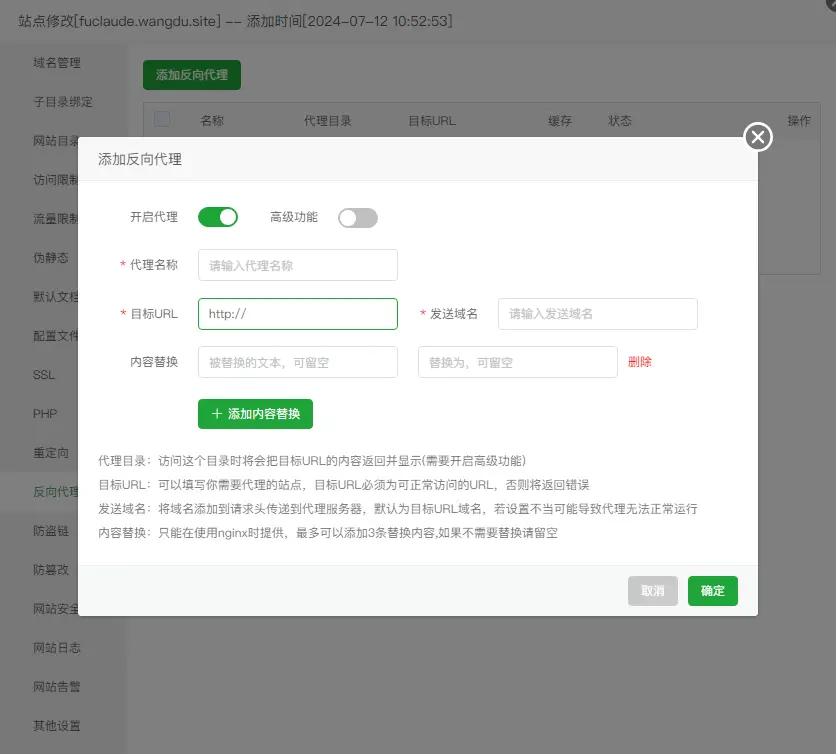 站点修改[fuclaude.wangdu.site] -- 添加时间[2024-07-12 10:52:53]
域名管理
子目录绑定
网站目录
访问限制
流量限制
伪静态
默认文档
配置文件
SSL
PHP
重定向
反向代理
防盗链
防篡改
网站安全
网站日志
网站告警
其他设置
添加反向代理
名称 代理目录 目标URL 缓存 状态 操作
添加反向代理
开启代理 高级功能
* 代理名称 请输入代理名称
* 目标URL http:// * 发送域名 请输入发送域名
内容替换 被替换的文本，可留空 替换为，可留空 删除
添加内容替换
代理目录：访问这个目录时将会把目标URL的内容返回并显示(需要开启高级功能)
目标URL：可以填写你需要代理的站点，目标URL必须为可正常访问的URL，否则将返回错误
发送域名：将域名添加到请求头传递到代理服务器，默认为目标URL域名，若设置不当可能导致代理无法正常运行
内容替换：只能在使用nginx时提供，最多可以添加3条替换内容,如果不需要替换请留空
取消 确定